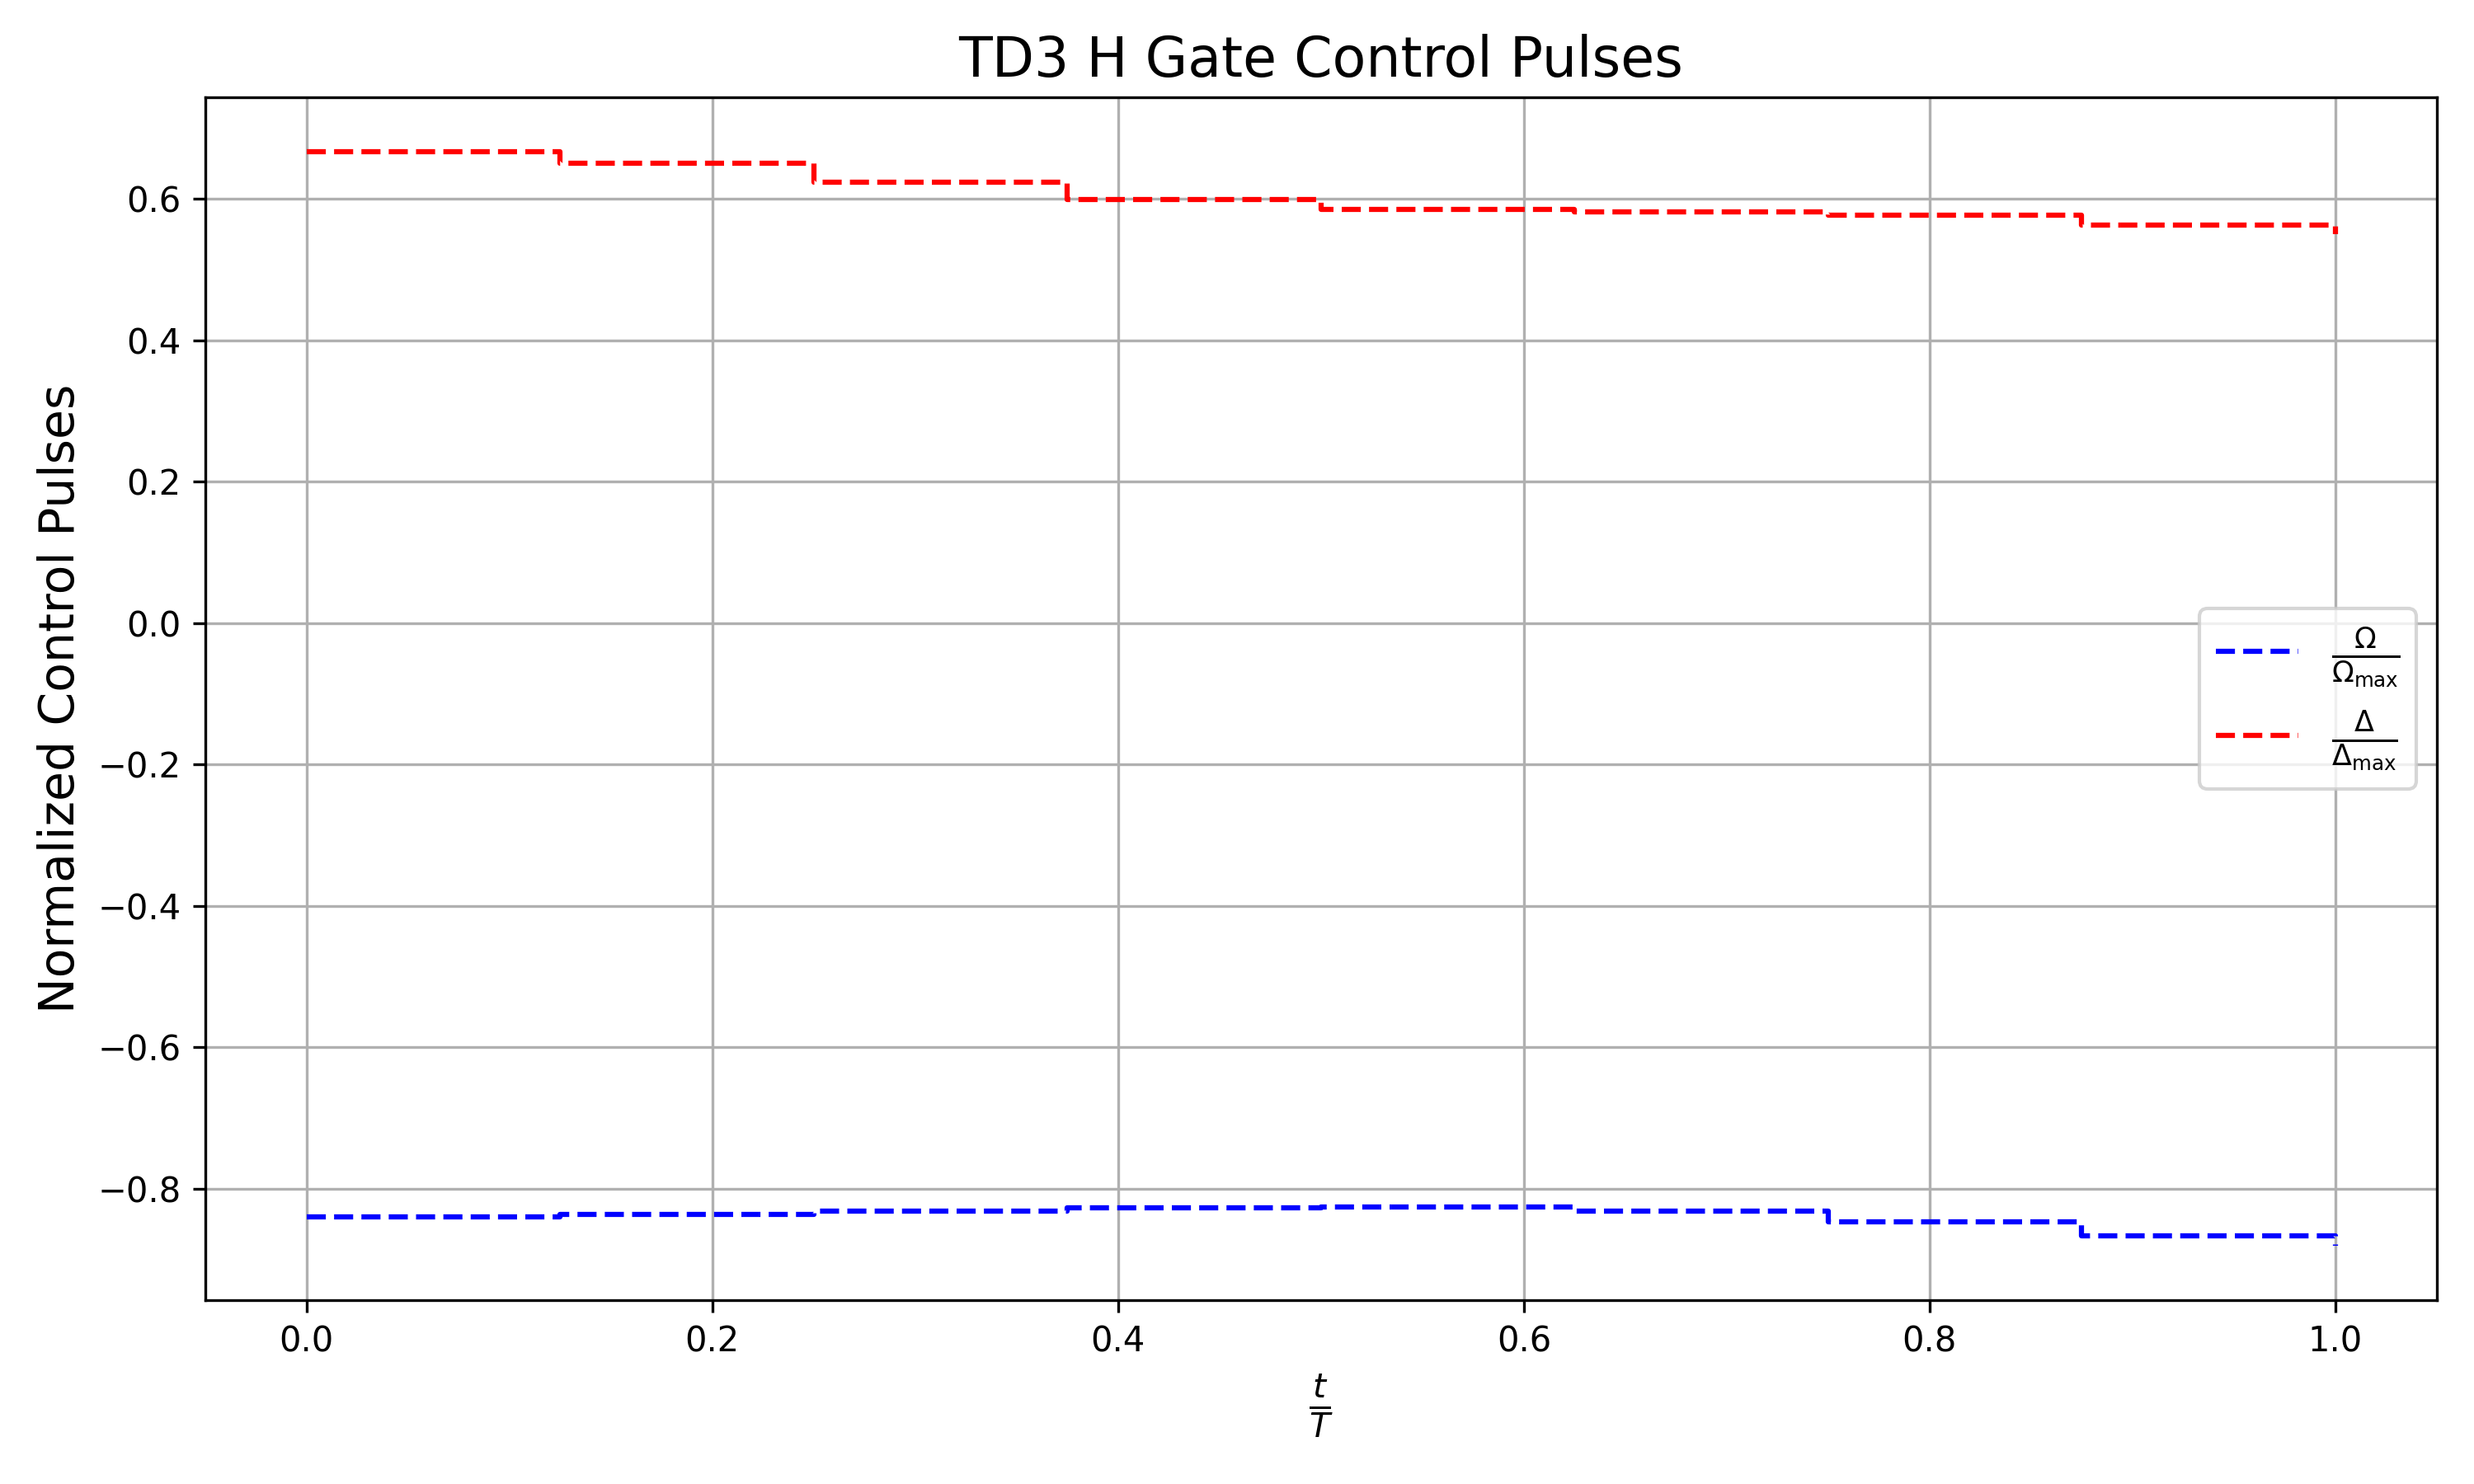 TD3 H Gate Control Pulses
Normalized Control Pulses
0.6
0.4
0.2
0.0
−0.2
−0.4
−0.6
−0.8
Ω
Ωmax
Δ
Δmax
0.0 0.2 0.4 0.6 0.8 1.0
t
T